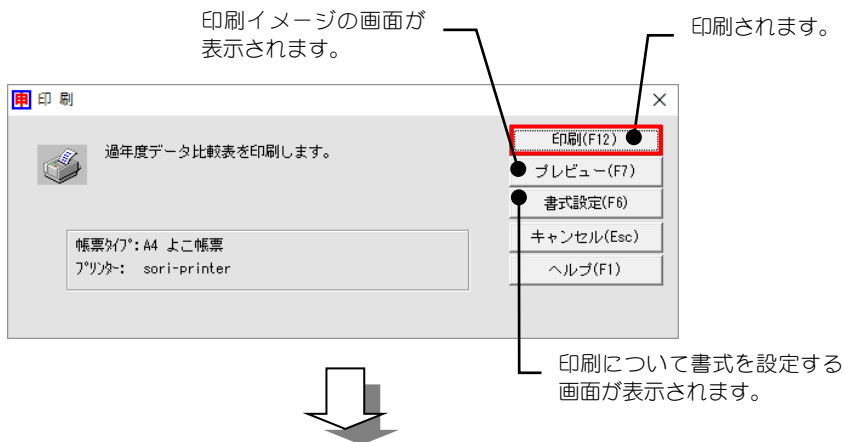 印刷イメージの画面が
表示されます。
印刷されます。
申 印 刷
過年度データ比較表を印刷します。
印刷(F12)
プレビュー(F7)
書式設定(F6)
キャンセル(Esc)
ヘルプ(F1)
帳票ﾀｲﾌﾟ: A4 よこ帳票
ﾌﾟﾘﾝﾀｰ: sori-printer
印刷について書式を設定する
画面が表示されます。